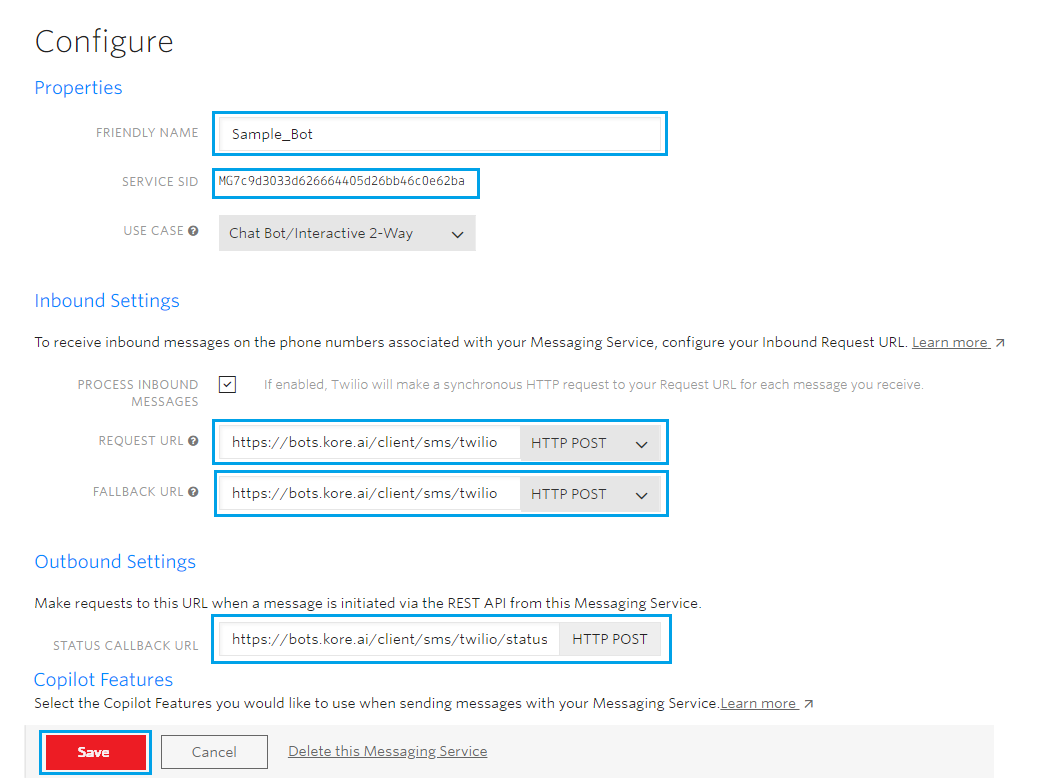 Configure
Properties
FRIENDLY NAME Sample_Bot
SERVICE SID MG7c9d3033d626664405d26bb46c0e62ba
USE CASE Chat Bot/Interactive 2-Way
Inbound Settings
To receive inbound messages on the phone numbers associated with your Messaging Service, configure your Inbound Request URL. Learn more
PROCESS INBOUND If enabled, Twilio will make a synchronous HTTP request to your Request URL for each message you receive.
MESSAGES
REQUEST URL https://bots.kore.ai/client/sms/twilio HTTP POST
FALLBACK URL https://bots.kore.ai/client/sms/twilio HTTP POST
Outbound Settings
Make requests to this URL when a message is initiated via the REST API from this Messaging Service.
STATUS CALLBACK URL https://bots.kore.ai/client/sms/twilio/status HTTP POST
Copilot Features
Select the Copilot Features you would like to use when sending messages with your Messaging Service.Learn more
Save Cancel Delete this Messaging Service